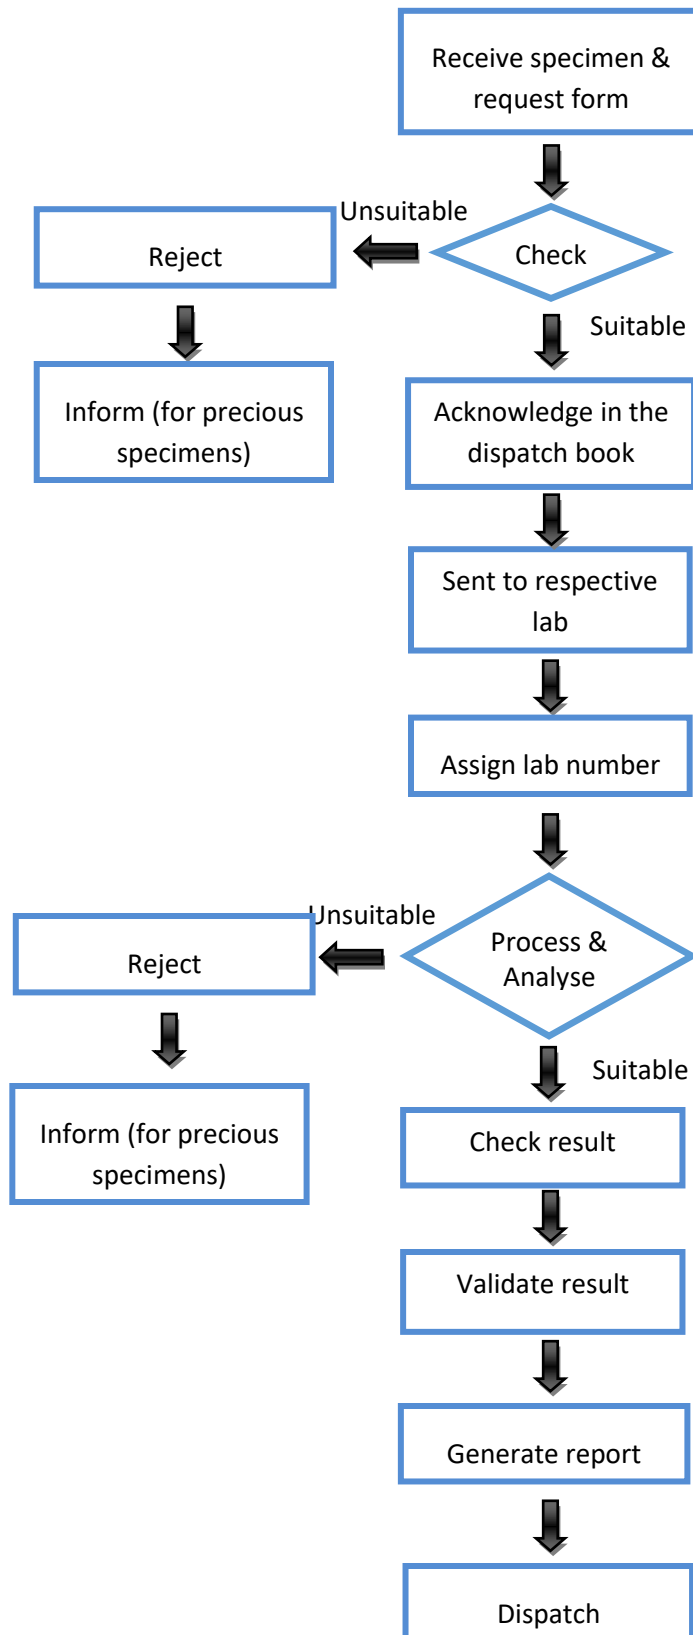 Receive specimen &
request form
Unsuitable
Reject
Check
Suitable
Inform (for precious
specimens)
Acknowledge in the
dispatch book
Sent to respective
lab
Assign lab number
Unsuitable
Reject
Process &
Analyse
Suitable
Inform (for precious
specimens)
Check result
Validate result
Generate report
Dispatch